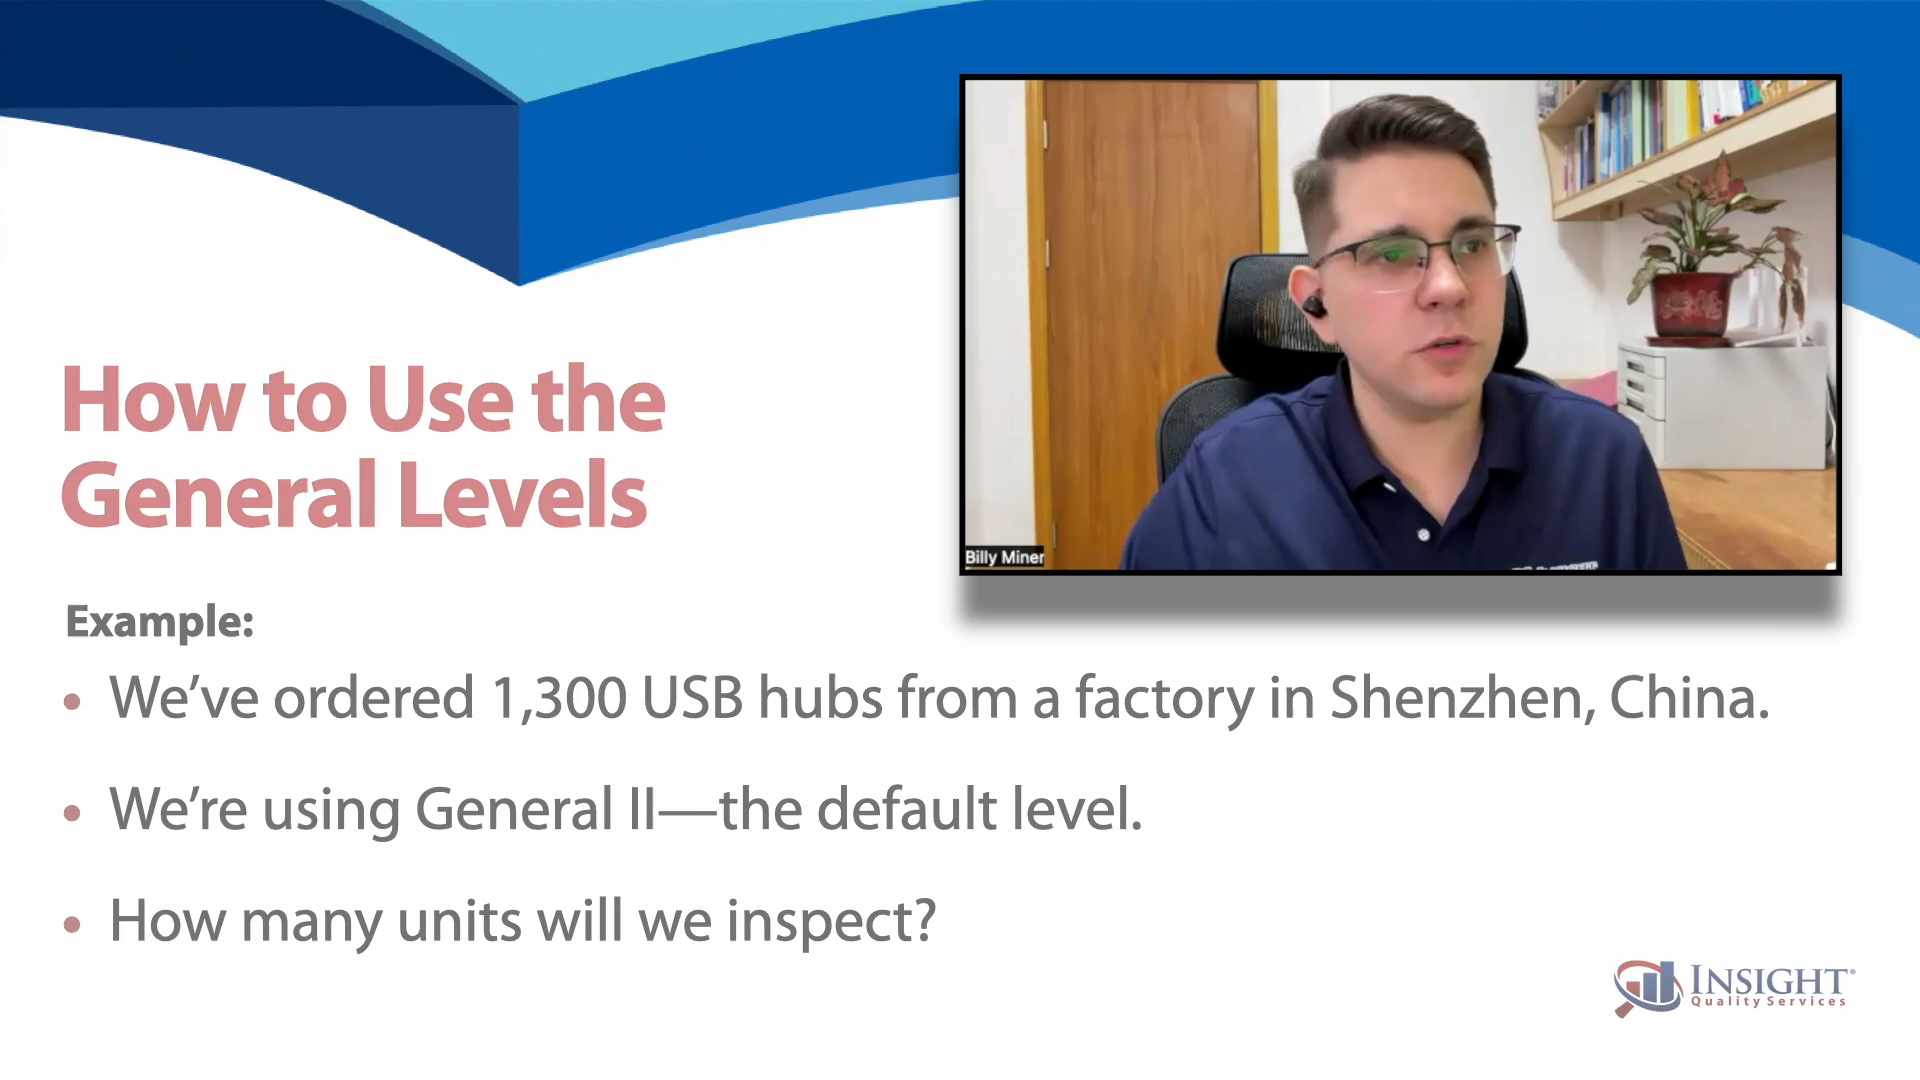 How to Use the
General Levels
Billy Miner
Example:
• We’ve ordered 1,300 USB hubs from a factory in Shenzhen, China.
• We’re using General II—the default level.
• How many units will we inspect?
INSIGHT®
Quality Services